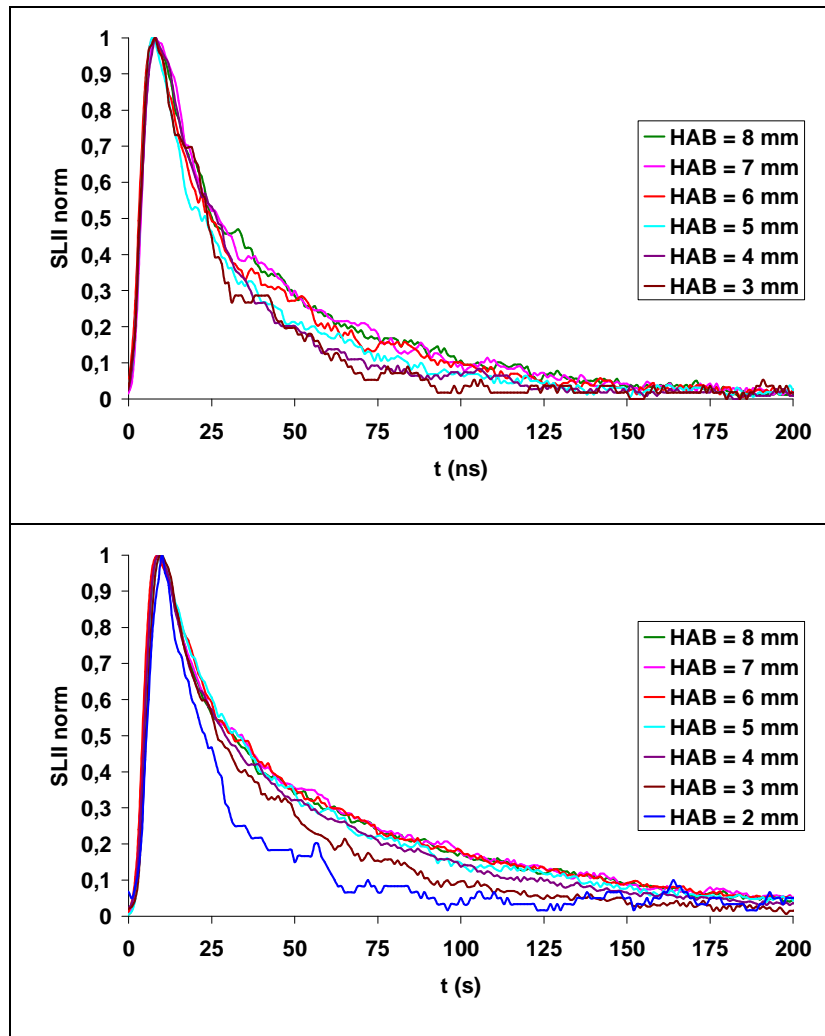 1
0,9
0,8
0,7
0,6
0,5
0,4
0,3
0,2
0,1
0
SLII norm
0 25 50 75 100 125 150 175 200
t (ns)
HAB = 8 mm
HAB = 7 mm
HAB = 6 mm
HAB = 5 mm
HAB = 4 mm
HAB = 3 mm
1
0,9
0,8
0,7
0,6
0,5
0,4
0,3
0,2
0,1
0
SLII norm
0 25 50 75 100 125 150 175 200
t (s)
HAB = 8 mm
HAB = 7 mm
HAB = 6 mm
HAB = 5 mm
HAB = 4 mm
HAB = 3 mm
HAB = 2 mm